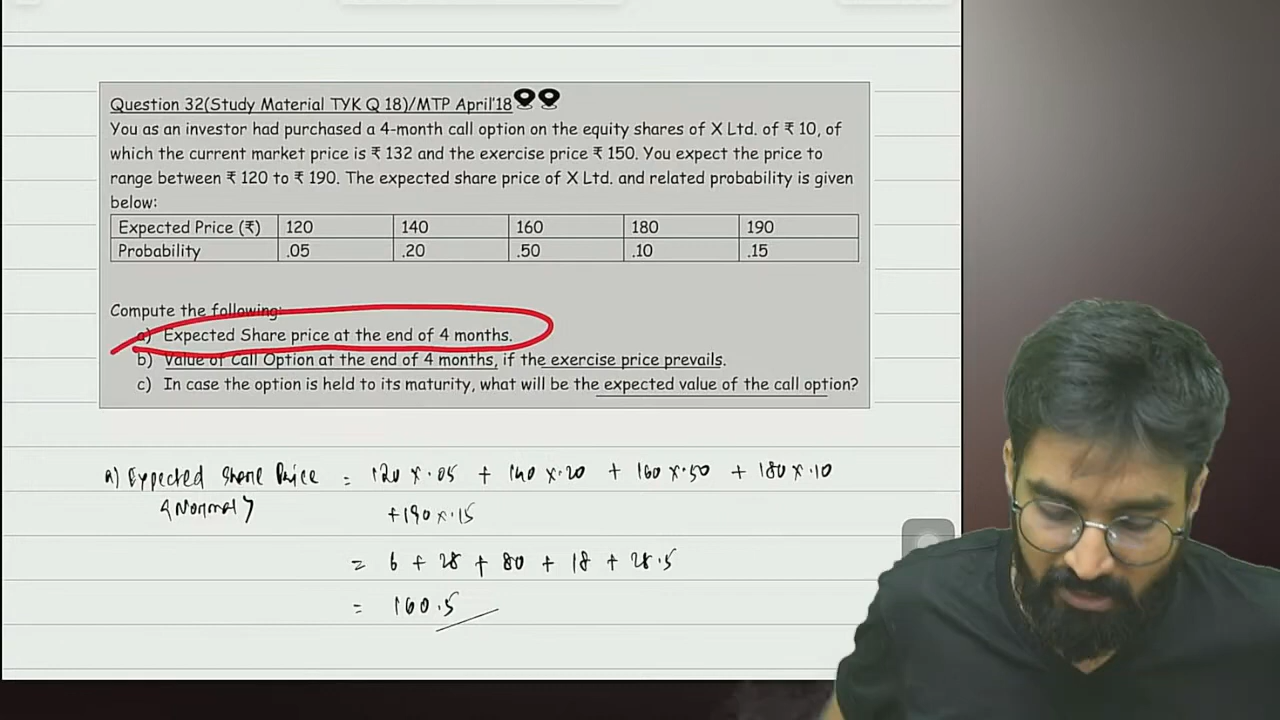 Question 32(Study Material TYK Q 18)/MTP April'18
You as an investor had purchased a 4-month call option on the equity shares of X Ltd. of ₹ 10, of
which the current market price is ₹ 132 and the exercise price ₹ 150. You expect the price to
range between ₹ 120 to ₹ 190. The expected share price of X Ltd. and related probability is given
below:
Expected Price (₹) 120 140 160 180 190
Probability .05 .20 .50 .10 .15
Compute the following:
a) Expected Share price at the end of 4 months.
b) Value of Call Option at the end of 4 months, if the exercise price prevails.
c) In case the option is held to its maturity, what will be the expected value of the call option?
a) Expected Share Price = 120 x .05 + 140 x .20 + 160 x .50 + 180 x .10
{Normal} + 190 x .15
= 6 + 28 + 80 + 18 + 28.5
= 160.5